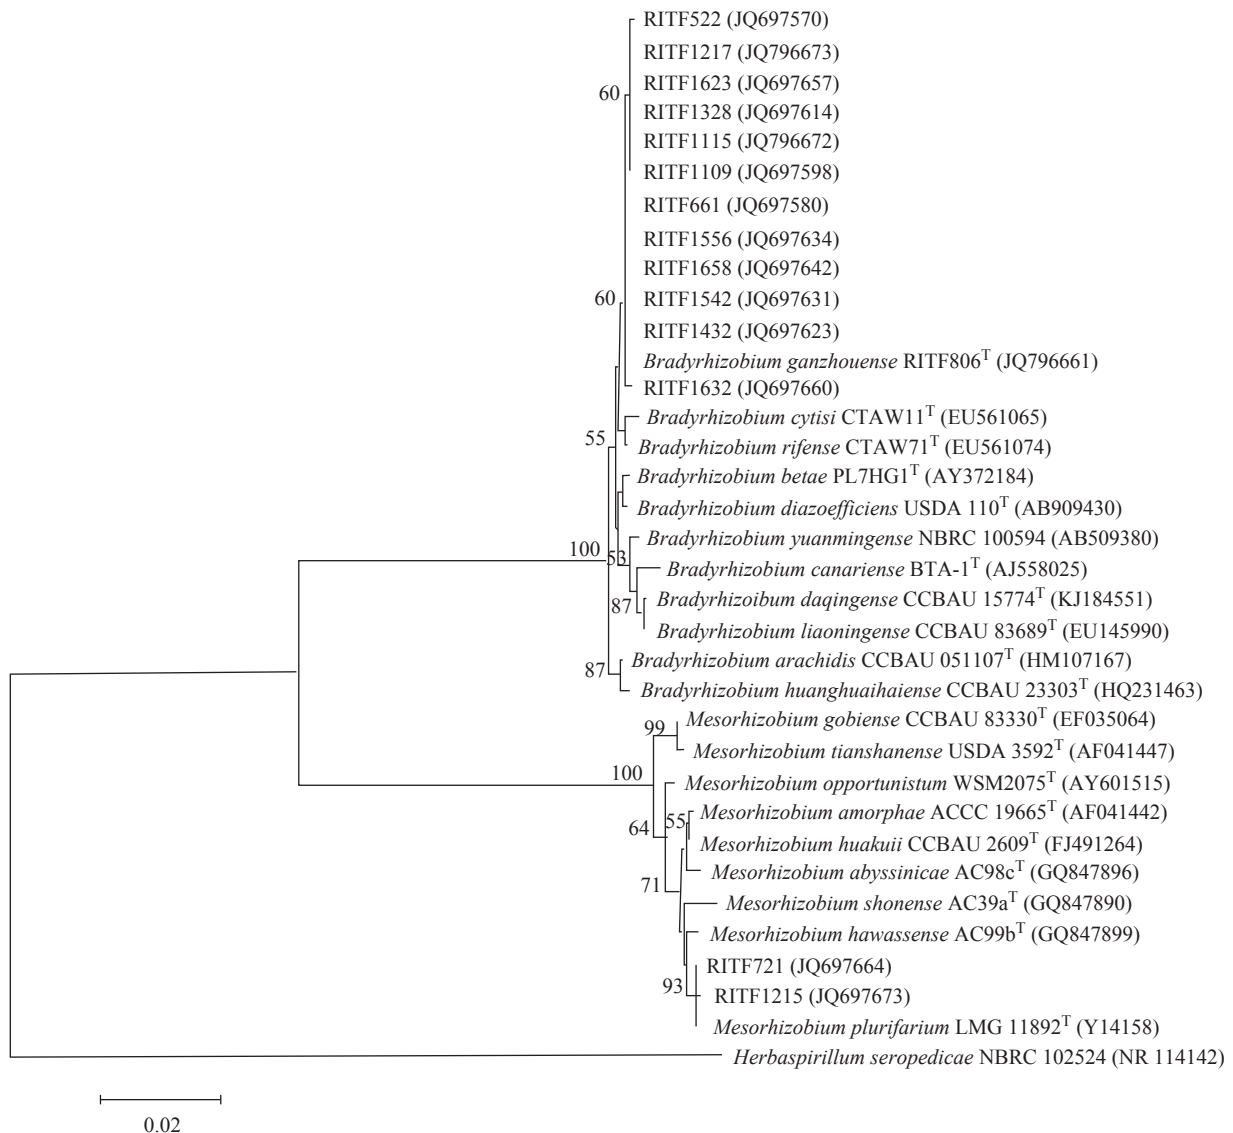 RITF522 (JQ697570)
RITF1217 (JQ796673)
RITF1623 (JQ697657)
60
RITF1328 (JQ697614)
RITF1115 (JQ796672)
RITF1109 (JQ697598)
RITF661 (JQ697580)
RITF1556 (JQ697634)
RITF1658 (JQ697642)
60
RITF1542 (JQ697631)
RITF1432 (JQ697623)
Bradyrhizobium ganzhouense RITF806T (JQ796661)
RITF1632 (JQ697660)
Bradyrhizobium cytisi CTAW11T (EU561065)
55
Bradyrhizobium rifense CTAW71T (EU561074)
Bradyrhizobium betae PL7HG1T (AY372184)
Bradyrhizobium diazoefficiens USDA 110T (AB909430)
Bradyrhizobium yuanmingense NBRC 100594 (AB509380)
100
53
Bradyrhizobium canariense BTA-1T (AJ558025)
Bradyrhizoibum daqingense CCBAU 15774T (KJ184551)
87
Bradyrhizobium liaoningense CCBAU 83689T (EU145990)
Bradyrhizobium arachidis CCBAU 051107T (HM107167)
87
Bradyrhizobium huanghuaihaiense CCBAU 23303T (HQ231463)
Mesorhizobium gobiense CCBAU 83330T (EF035064)
99
Mesorhizobium tianshanense USDA 3592T (AF041447)
100
Mesorhizobium opportunistum WSM2075T (AY601515)
Mesorhizobium amorphae ACCC 19665T (AF041442)
64
55
Mesorhizobium huakuii CCBAU 2609T (FJ491264)
Mesorhizobium abyssinicae AC98cT (GQ847896)
71
Mesorhizobium shonense AC39aT (GQ847890)
Mesorhizobium hawassense AC99bT (GQ847899)
RITF721 (JQ697664)
93
RITF1215 (JQ697673)
Mesorhizobium plurifarium LMG 11892T (Y14158)
Herbaspirillum seropedicae NBRC 102524 (NR 114142)
0.02